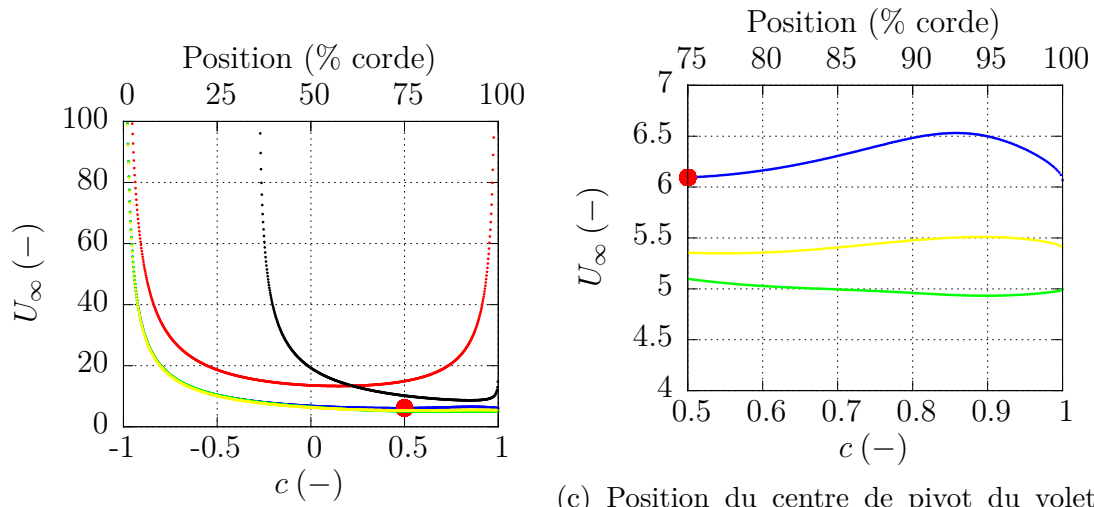 Position (% corde)
0 25 50 75 100
100
80
60
40
20
0
U∞ (−)
-1 -0.5 0 0.5 1
c (−)
Position (% corde)
75 80 85 90 95 100
7
6.5
6
5.5
5
4.5
4
U∞ (−)
0.5 0.6 0.7 0.8 0.9 1
c (−)
(c) Position du centre de pivot du volet